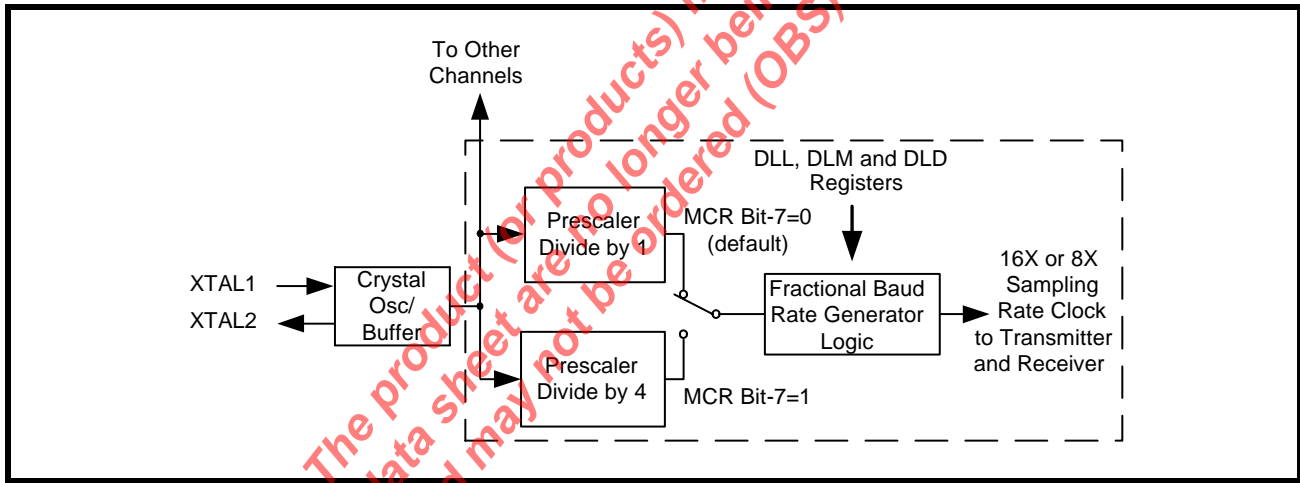 To Other
Channels
DLL, DLM and DLD
Registers
Prescaler
Divide by 1
MCR Bit-7=0
(default)
XTAL1
XTAL2
Crystal
Osc/
Buffer
Fractional Baud
Rate Generator
Logic
16X or 8X
Sampling
Rate Clock
to Transmitter
and Receiver
Prescaler
Divide by 4
MCR Bit-7=1
The product (or products)
data sheet are no longer
may not be ordered (OBS)